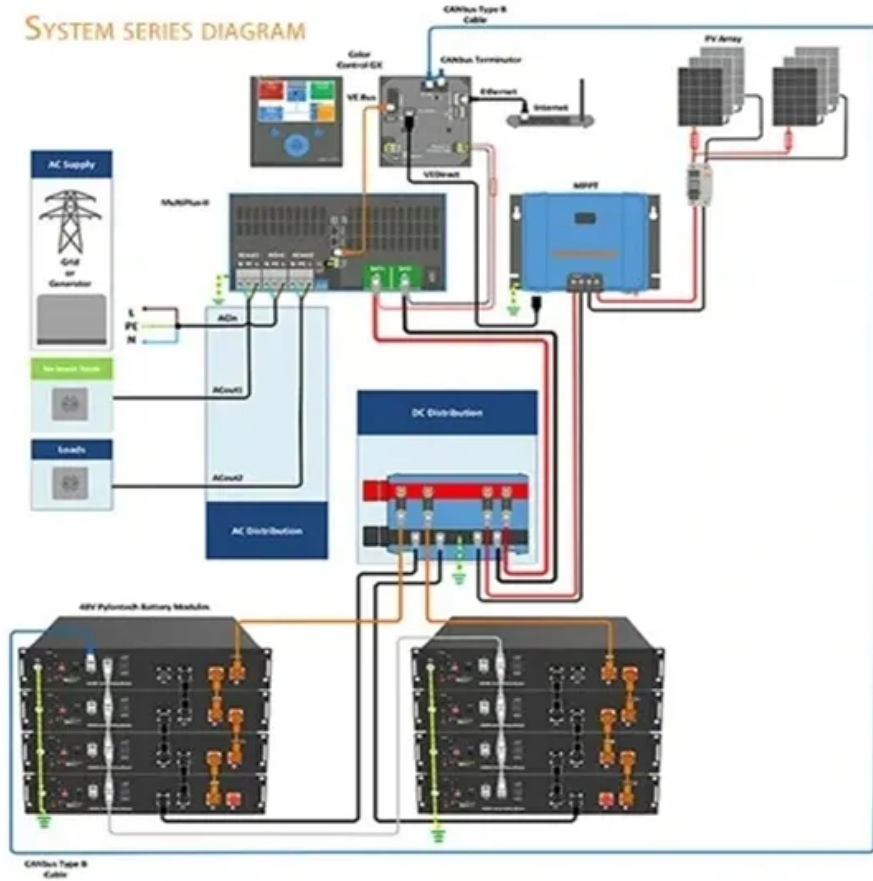 SYSTEM SERIES DIAGRAM
CANbus Type B
Cable
Color
Control GX
CANbus Terminator
PV Array
VE Bus
Ethernet
Internet
VEDirect
AC Supply
MultiPlus-II
MPPT
Grid
or
Generator
L
PE
N
ACin
ACout1
DC Distribution
Loads
ACout2
AC Distribution
48V Pylontech Battery Modules
CANbus Type B
Cable